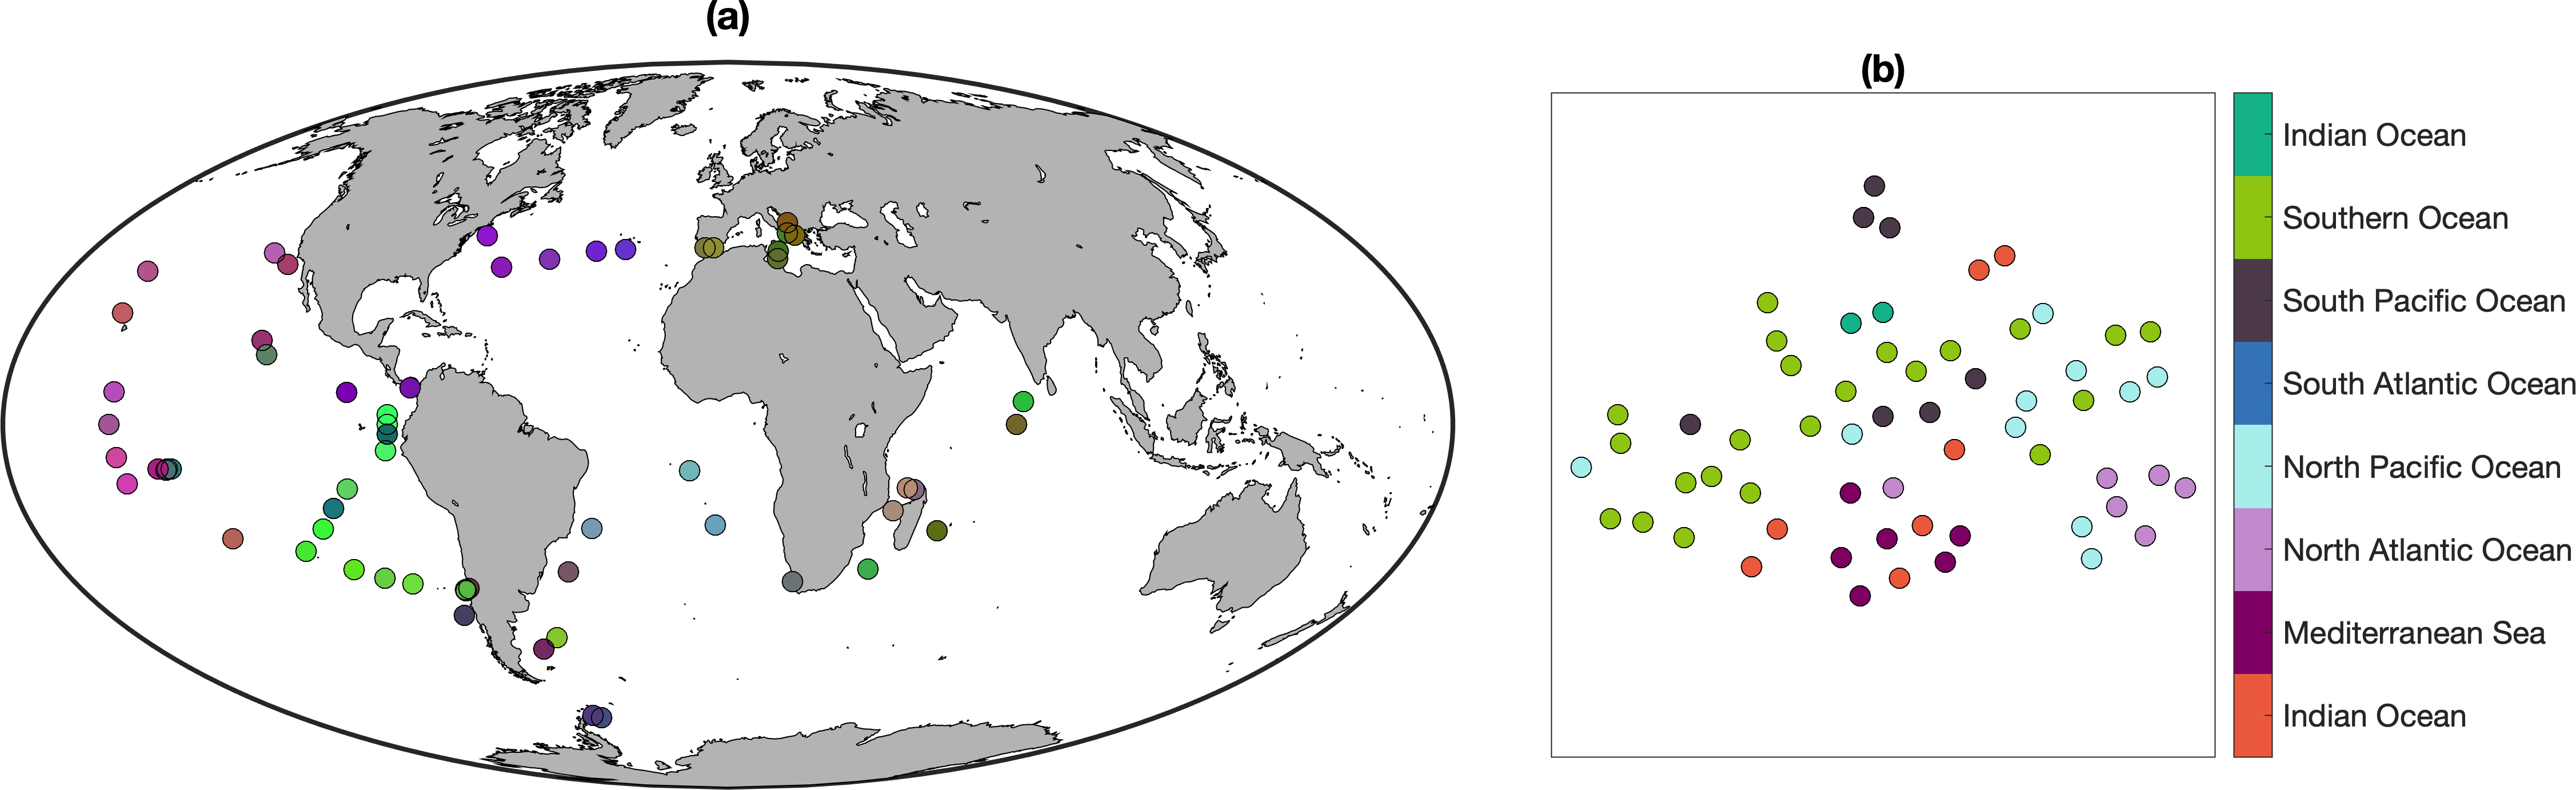 (a)
(b)
Indian Ocean
Southern Ocean
South Pacific Ocean
South Atlantic Ocean
North Pacific Ocean
North Atlantic Ocean
Mediterranean Sea
Indian Ocean